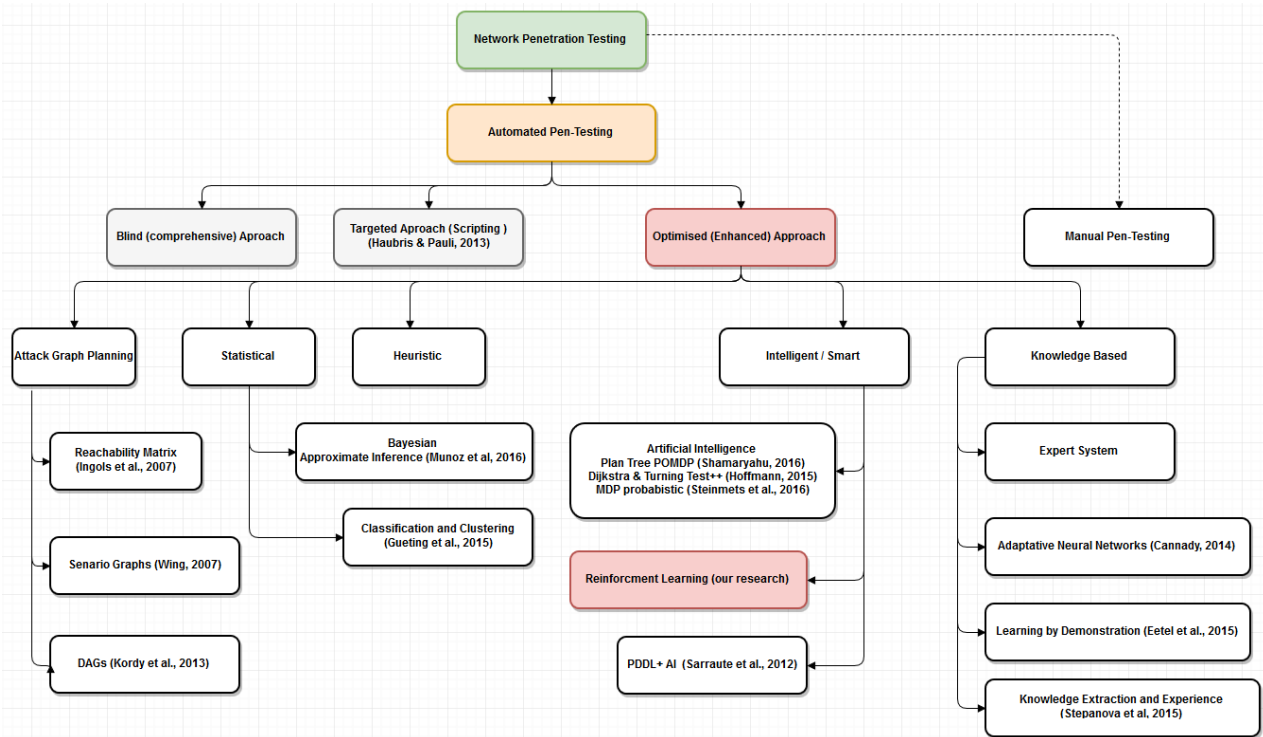 Network Penetration Testing
Automated Pen-Testing
Blind (comprehensive) Aproach
Targeted Aproach (Scripting )
(Haubris & Pauli, 2013)
Optimised (Enhanced) Approach
Manual Pen-Testing
Attack Graph Planning
Statistical
Heuristic
Intelligent / Smart
Knowledge Based
Reachability Matrix
(Ingols et al., 2007)
Senario Graphs (Wing, 2007)
DAGs (Kordy et al., 2013)
Bayesian
Approximate Inference (Munoz et al, 2016)
Classification and Clustering
(Gueting et al., 2015)
Artificial Intelligence
Plan Tree POMDP (Shamaryahu, 2016)
Dijkstra & Turning Test++ (Hoffmann, 2015)
MDP probabistic (Steinmets et al., 2016)
Reinforcment Learning (our research)
PDDL+ AI  (Sarraute et al., 2012)
Expert System
Adaptative Neural Networks (Cannady, 2014)
Learning by Demonstration (Eetel et al., 2015)
Knowledge Extraction and Experience
(Stepanova et al, 2015)